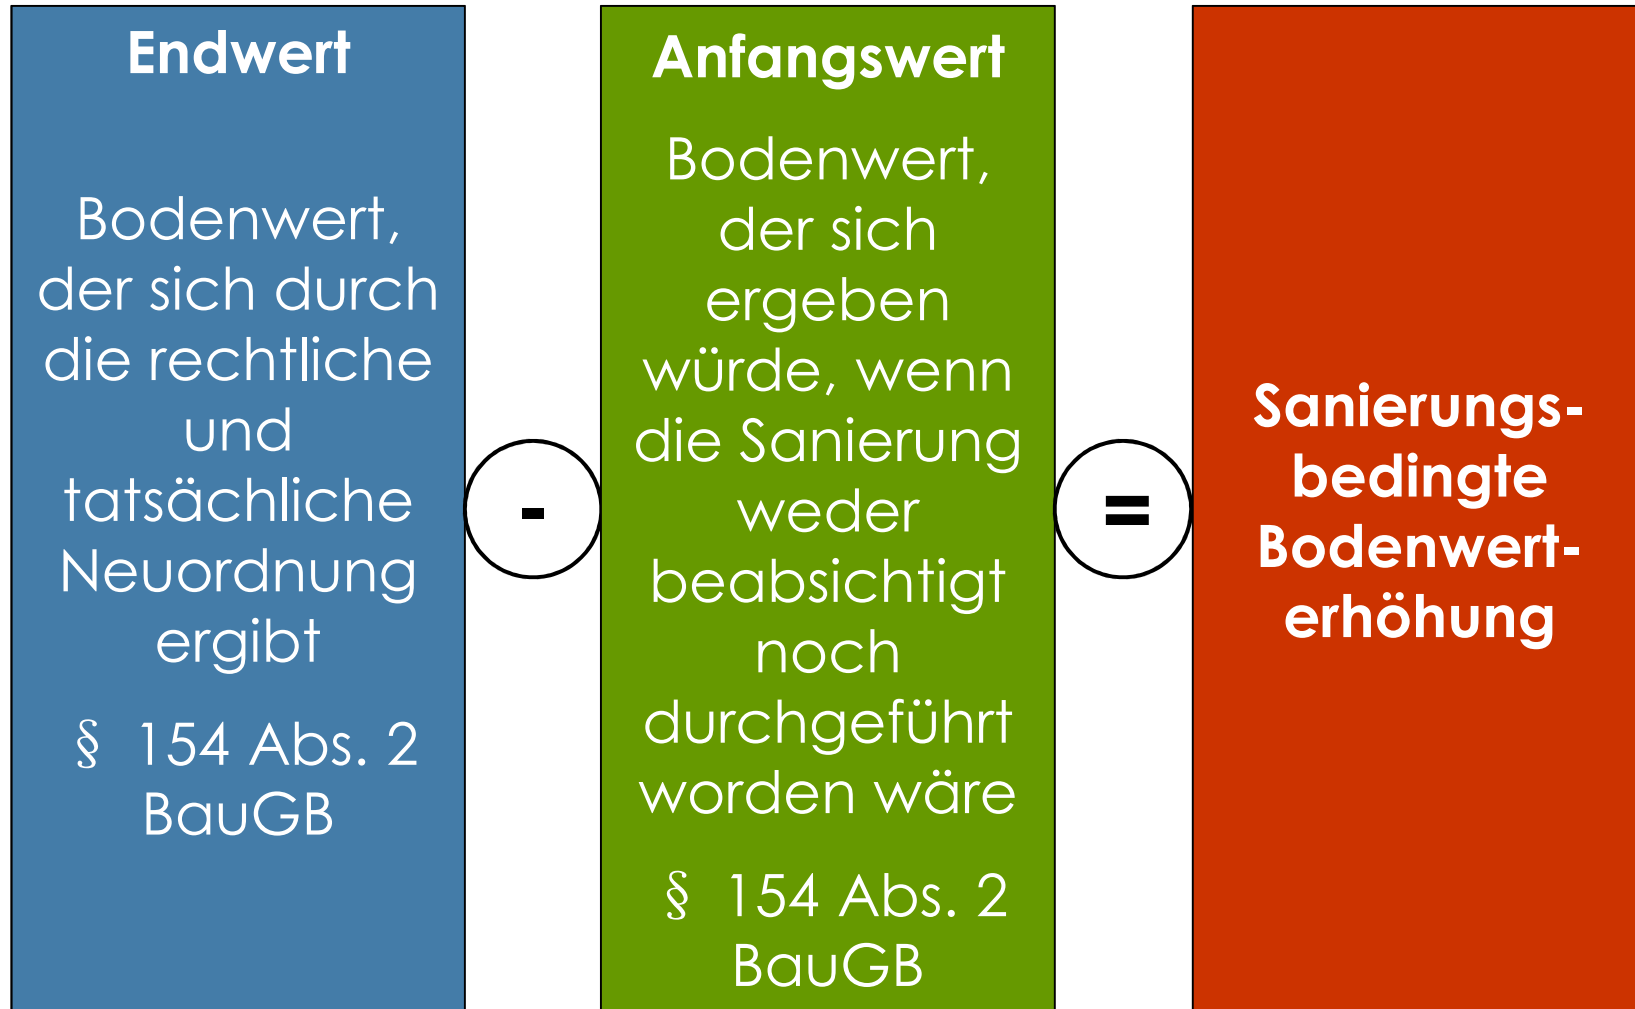 Endwert
Bodenwert,
der sich durch
die rechtliche
und
tatsächliche
Neuordnung
ergibt
§ 154 Abs. 2
BauGB
-
Anfangswert
Bodenwert,
der sich
ergeben
würde, wenn
die Sanierung
weder
beabsichtigt
noch
durchgeführt
worden wäre
§ 154 Abs. 2
BauGB
=
Sanierungs-
bedingte
Bodenwert-
erhöhung